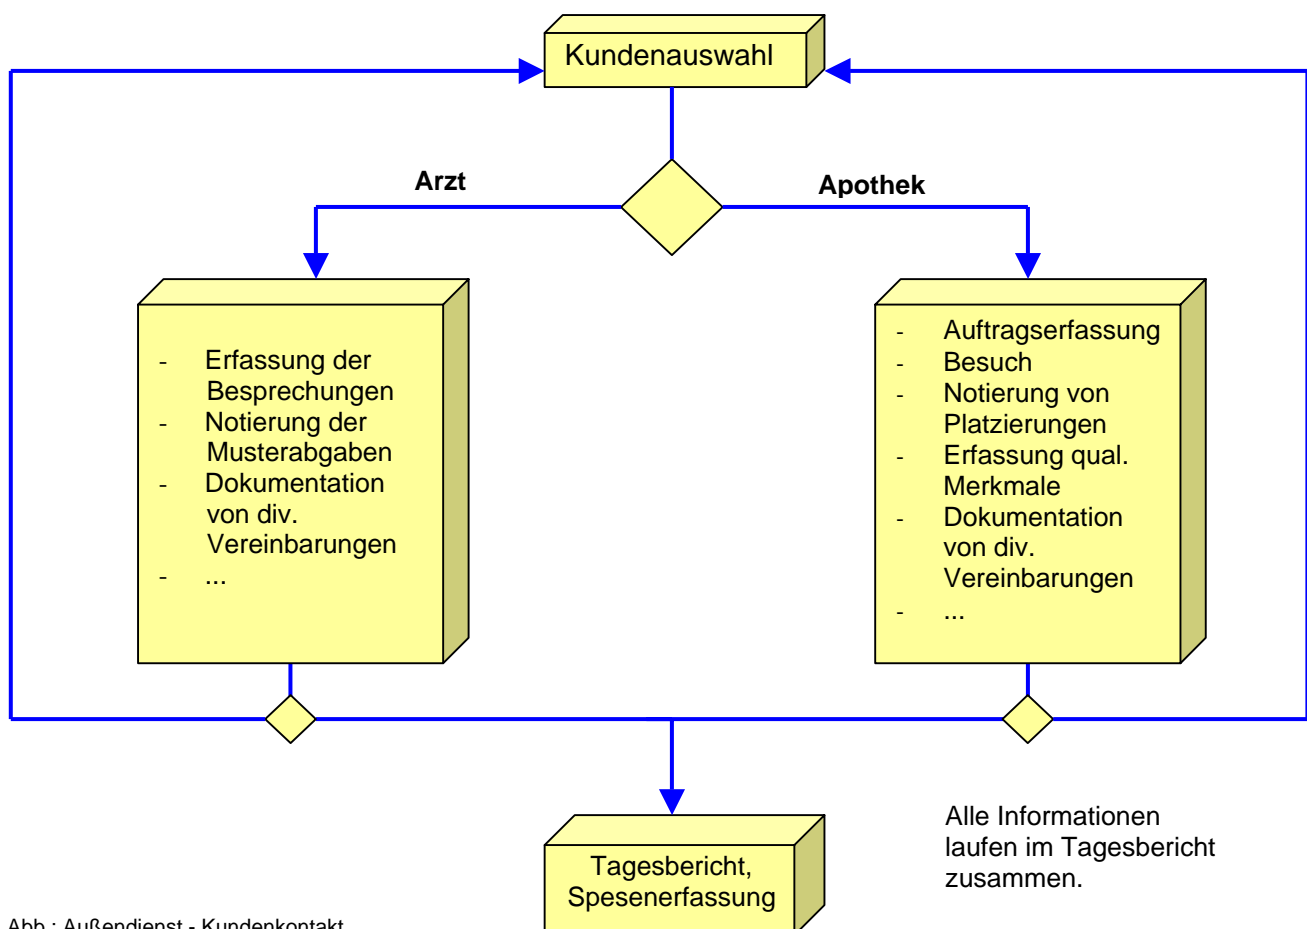 Kundenauswahl
Arzt
Apothek
- Erfassung der
Besprechungen
- Notierung der
Musterabgaben
- Dokumentation
von div.
Vereinbarungen
- ...
- Auftragserfassung
- Besuch
- Notierung von
Platzierungen
- Erfassung qual.
Merkmale
- Dokumentation
von div.
Vereinbarungen
- ...
Tagesbericht,
Spesenerfassung
Alle Informationen
laufen im Tagesbericht
zusammen.
Abb.: Außendienst - Kundenkontakt